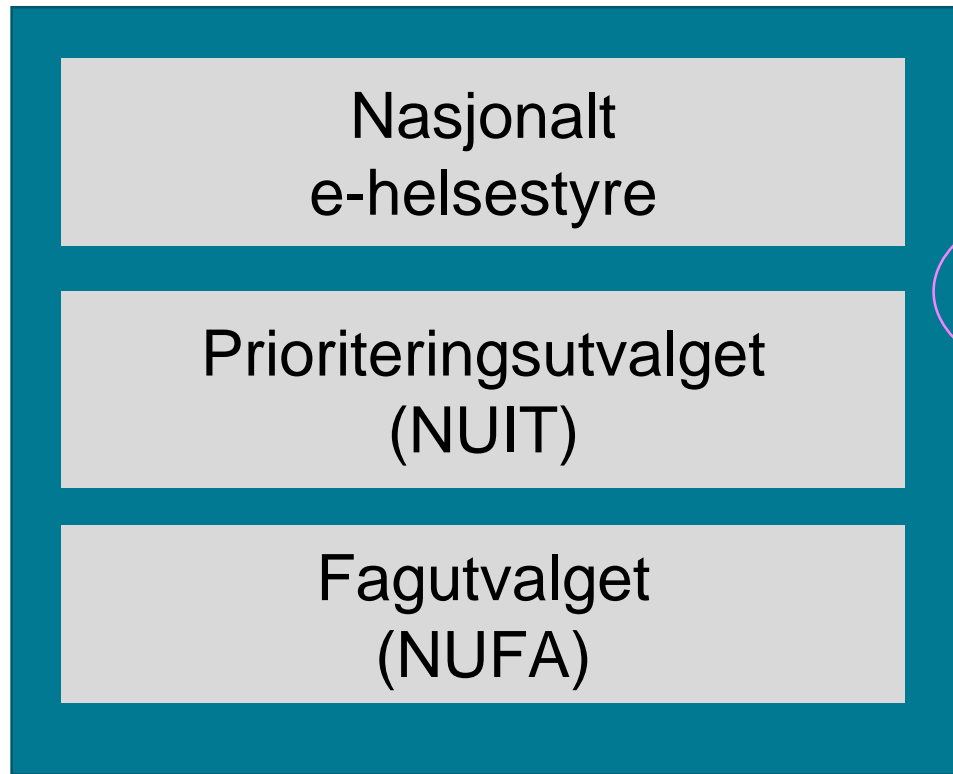 Nasjonalt
e-helsestyre
Prioriteringsutvalget
(NUIT)
Fagutvalget
(NUFA)